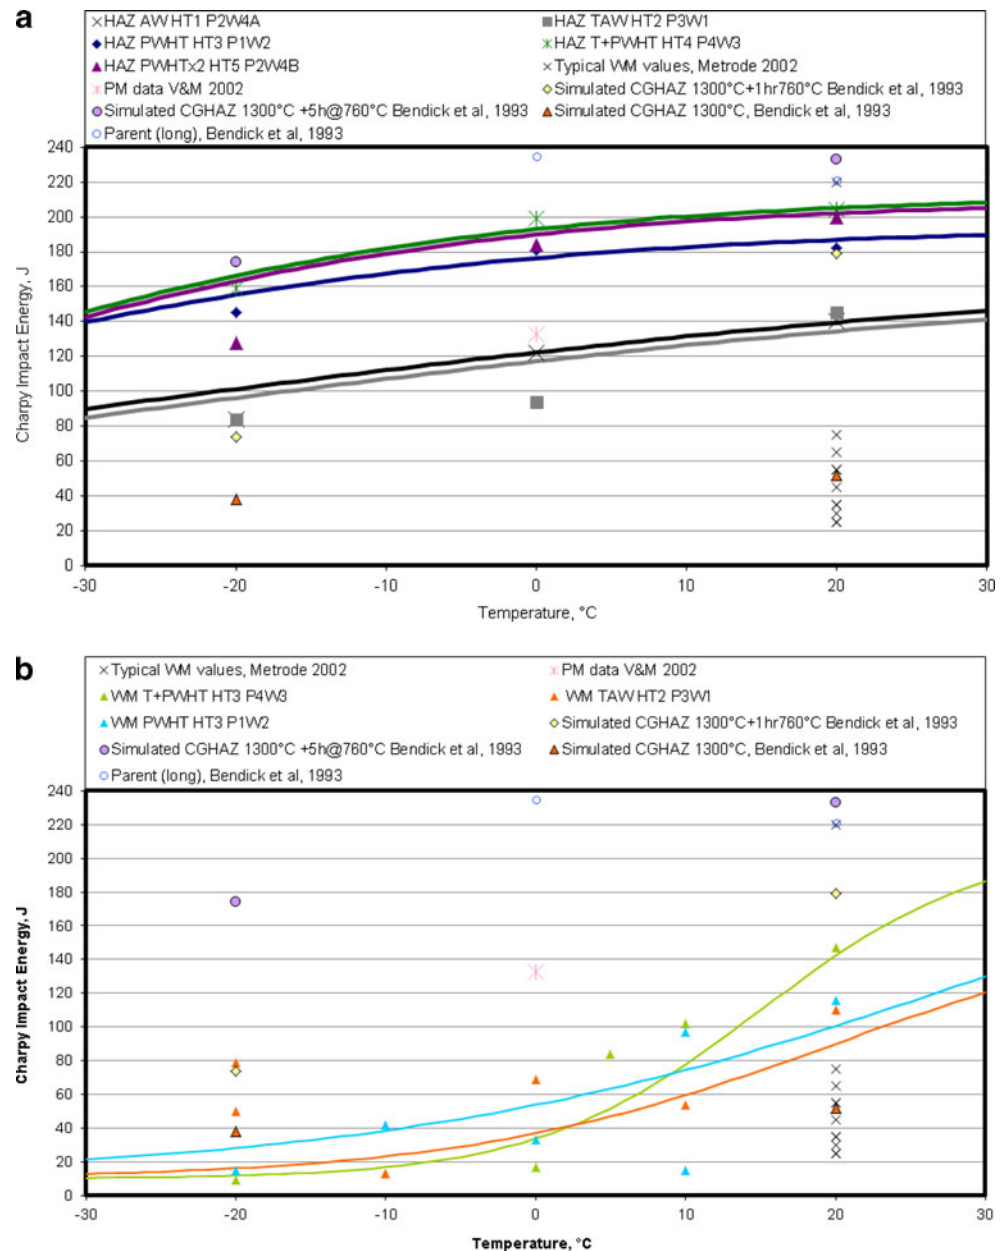 a
HAZ AW HT1 P2W4A
HAZ TAW HT2 P3W1
HAZ PWHT HT3 P1W2
HAZ T+PWHT HT4 P4W3
HAZ PWHTx2 HT5 P2W4B
Typical WM values, Metrode 2002
PM data V&M 2002
Simulated CGHAZ 1300°C+1hr760°C Bendick et al, 1993
Simulated CGHAZ 1300°C +5h@760°C Bendick et al, 1993
Simulated CGHAZ 1300°C, Bendick et al, 1993
Parent (long), Bendick et al, 1993
240
220
200
180
160
140
120
100
80
60
40
20
0
Charpy Impact Energy, J
-30 -20 -10 0 10 20 30
Temperature, °C
b
Typical WM values, Metrode 2002
PM data V&M 2002
WM T+PWHT HT3 P4W3
WM TAW HT2 P3W1
WM PWHT HT3 P1W2
Simulated CGHAZ 1300°C+1hr760°C Bendick et al, 1993
Simulated CGHAZ 1300°C +5h@760°C Bendick et al, 1993
Simulated CGHAZ 1300°C, Bendick et al, 1993
Parent (long), Bendick et al, 1993
240
220
200
180
160
140
120
100
80
60
40
20
0
Charpy Impact Energy, J
-30 -20 -10 0 10 20 30
Temperature, °C